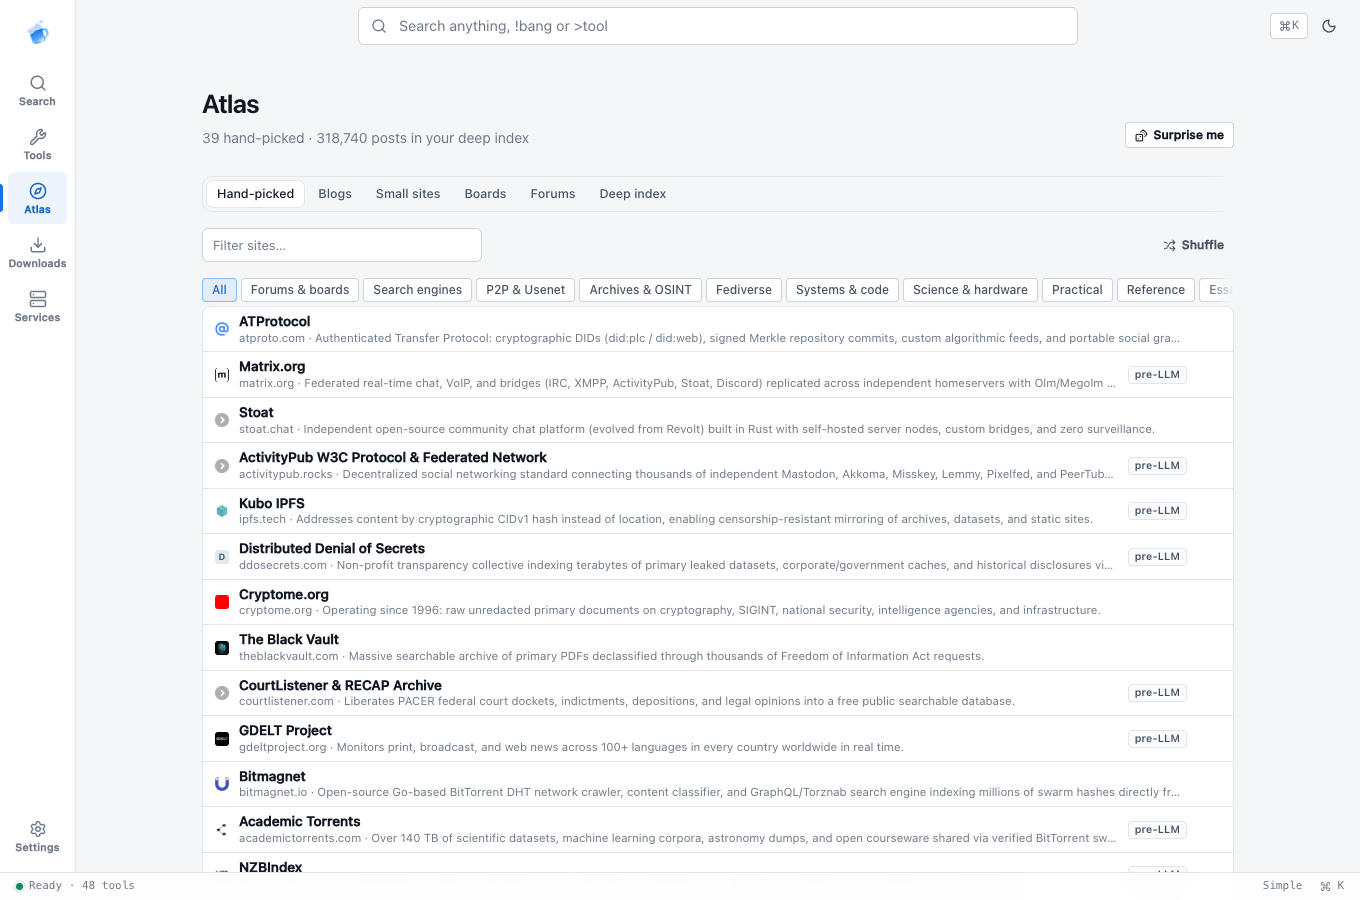 Search anything, !bang or >tool
⌘K
Search
Tools
Atlas
Downloads
Services
Settings
Atlas
39 hand-picked · 318,740 posts in your deep index
Surprise me
Hand-picked Blogs Small sites Boards Forums Deep index
Filter sites...
Shuffle
All Forums & boards Search engines P2P & Usenet Archives & OSINT Fediverse Systems & code Science & hardware Practical Reference
ATProtocol
atproto.com · Authenticated Transfer Protocol: cryptographic DIDs (did:plc / did:web), signed Merkle repository commits, custom algorithmic feeds, and portable social gra...
Matrix.org
matrix.org · Federated real-time chat, VoIP, and bridges (IRC, XMPP, ActivityPub, Stoat, Discord) replicated across independent homeservers with Olm/Megolm ...
pre-LLM
Stoat
stoat.chat · Independent open-source community chat platform (evolved from Revolt) built in Rust with self-hosted server nodes, custom bridges, and zero surveillance.
ActivityPub W3C Protocol & Federated Network
activitypub.rocks · Decentralized social networking standard connecting thousands of independent Mastodon, Akkoma, Misskey, Lemmy, Pixelfed, and PeerTub...
pre-LLM
Kubo IPFS
ipfs.tech · Addresses content by cryptographic CIDv1 hash instead of location, enabling censorship-resistant mirroring of archives, datasets, and static sites.
pre-LLM
D
Distributed Denial of Secrets
ddosecrets.com · Non-profit transparency collective indexing terabytes of primary leaked datasets, corporate/government caches, and historical disclosures vi...
pre-LLM
Cryptome.org
cryptome.org · Operating since 1996: raw unredacted primary documents on cryptography, SIGINT, national security, intelligence agencies, and infrastructure.
The Black Vault
theblackvault.com · Massive searchable archive of primary PDFs declassified through thousands of Freedom of Information Act requests.
CourtListener & RECAP Archive
courtlistener.com · Liberates PACER federal court dockets, indictments, depositions, and legal opinions into a free public searchable database.
pre-LLM
GDELT Project
gdeltproject.org · Monitors print, broadcast, and web news across 100+ languages in every country worldwide in real time.
pre-LLM
Bitmagnet
bitmagnet.io · Open-source Go-based BitTorrent DHT network crawler, content classifier, and GraphQL/Torznab search engine indexing millions of swarm hashes directly fr...
Academic Torrents
academictorrents.com · Over 140 TB of scientific datasets, machine learning corpora, astronomy dumps, and open courseware shared via verified BitTorrent sw...
pre-LLM
NZBIndex
Ready · 48 tools
Simple ⌘ K